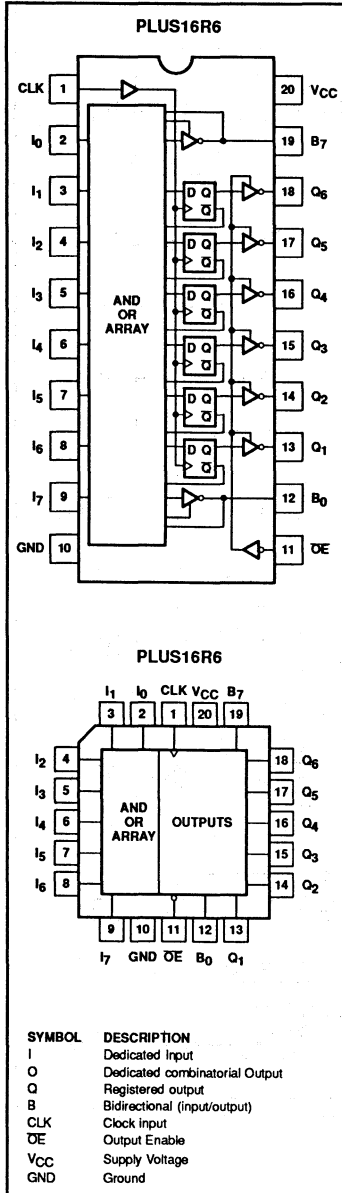 PLUS16R6
CLK 1 20 VCC
I0 2 19 B7
I1 3 D Q Q̅ 18 Q6
I2 4 D Q Q̅ 17 Q5
I3 5 D Q Q̅ 16 Q4
AND OR ARRAY
I4 6 D Q Q̅ 15 Q3
I5 7 D Q Q̅ 14 Q2
I6 8 D Q Q̅ 13 Q1
I7 9 12 B0
GND 10 11 O̅E̅
PLUS16R6
I1 I0 CLK VCC B7
3 2 1 20 19
I2 4 18 Q6
I3 5 17 Q5
I4 6 AND OR ARRAY OUTPUTS 16 Q4
I5 7 15 Q3
I6 8 14 Q2
9 10 11 12 13
I7 GND O̅E̅ B0 Q1
SYMBOL DESCRIPTION
I Dedicated Input
O Dedicated combinatorial Output
Q Registered output
B Bidirectional (input/output)
CLK Clock input
O̅E̅ Output Enable
VCC Supply Voltage
GND Ground